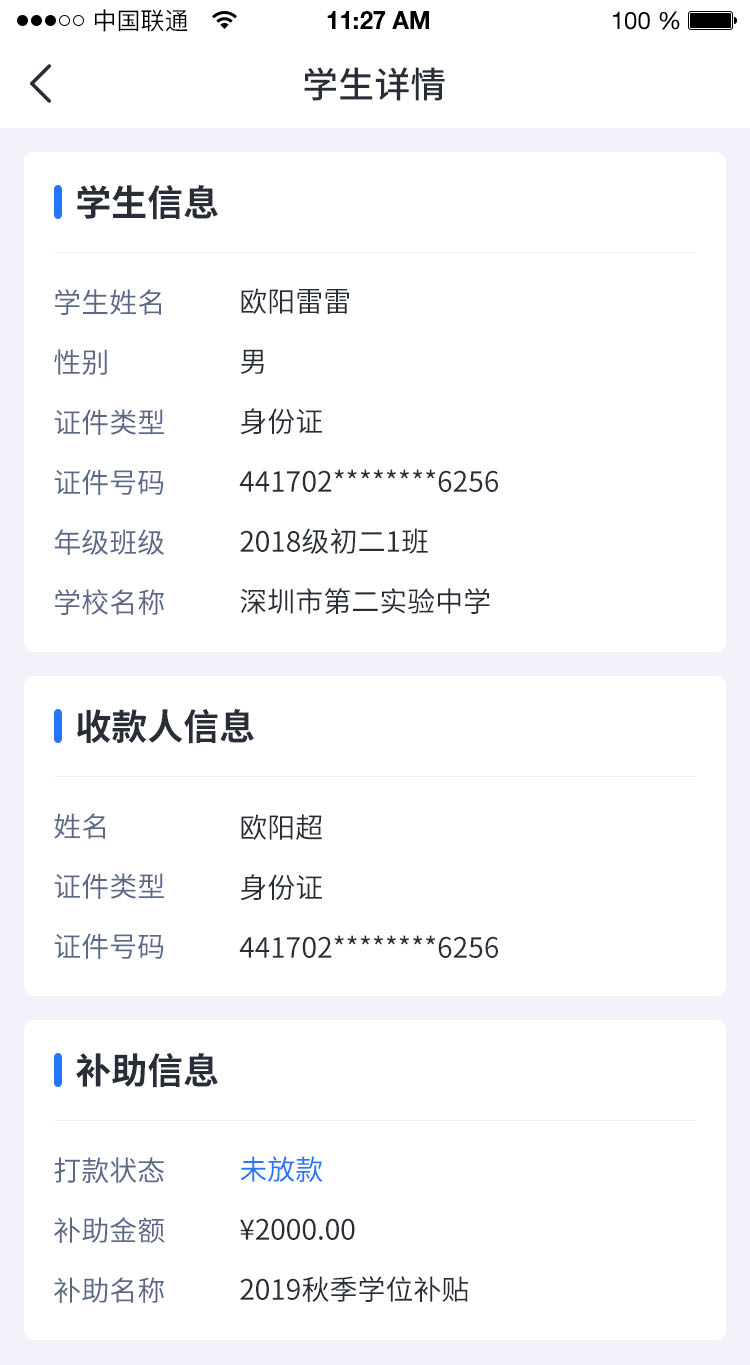 中国联通 11:27 AM 100 %
学生详情
学生信息
学生姓名 欧阳雷雷
性别 男
证件类型 身份证
证件号码 441702********6256
年级班级 2018级初二1班
学校名称 深圳市第二实验中学
收款人信息
姓名 欧阳超
证件类型 身份证
证件号码 441702********6256
补助信息
打款状态 未放款
补助金额 ¥2000.00
补助名称 2019秋季学位补贴